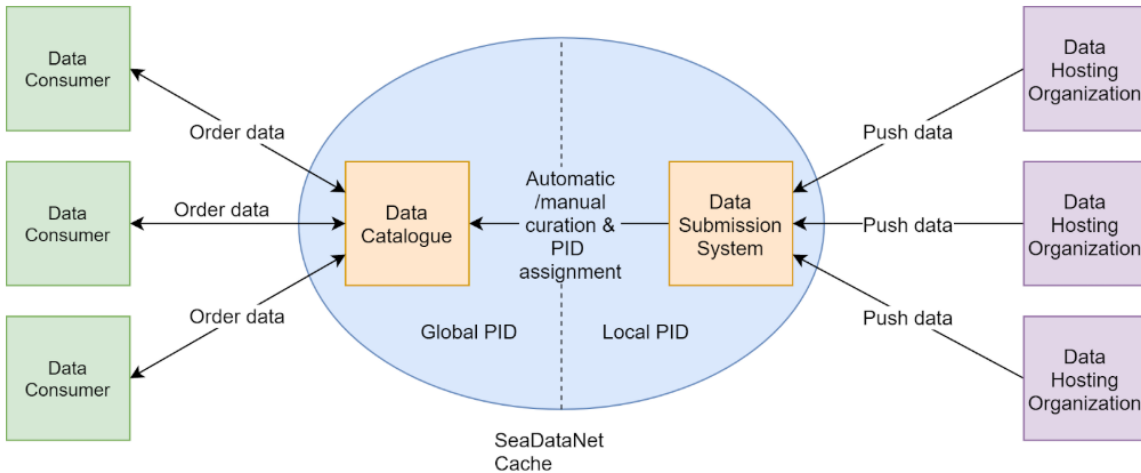 Data
Consumer
Order data
Data
Consumer
Order data
Data
Consumer
Order data
Data
Catalogue
Automatic
/manual
curation &
PID
assignment
Data
Submission
System
Global PID
Local PID
SeaDataNet
Cache
Push data
Data
Hosting
Organization
Push data
Data
Hosting
Organization
Push data
Data
Hosting
Organization